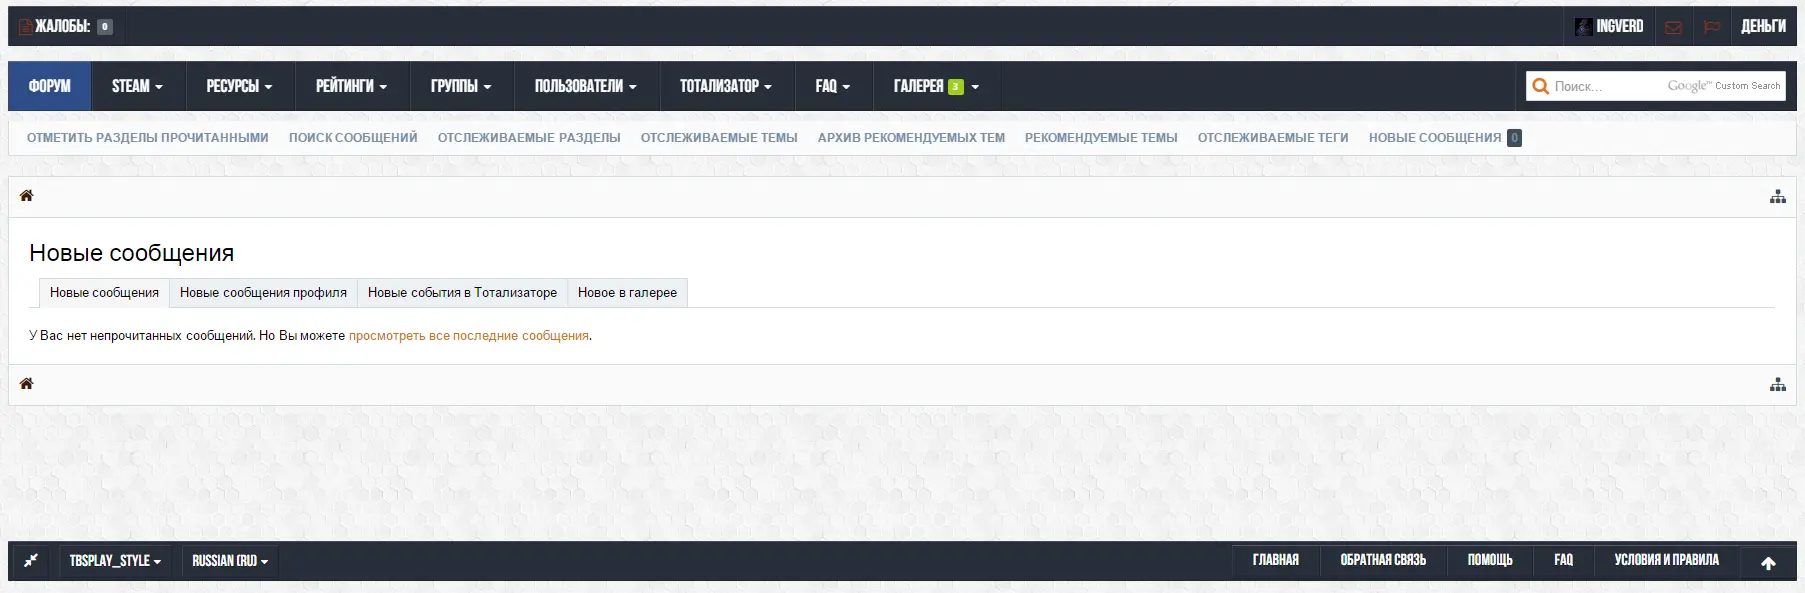 ЖАЛОБЫ: 0 INGVERD ДЕНЬГИ
ФОРУМ STEAM РЕСУРСЫ РЕЙТИНГИ ГРУППЫ ПОЛЬЗОВАТЕЛИ ТОТАЛИЗАТОР FAQ ГАЛЕРЕЯ 3 Поиск... Google™ Custom Search
ОТМЕТИТЬ РАЗДЕЛЫ ПРОЧИТАННЫМИ ПОИСК СООБЩЕНИЙ ОТСЛЕЖИВАЕМЫЕ РАЗДЕЛЫ ОТСЛЕЖИВАЕМЫЕ ТЕМЫ АРХИВ РЕКОМЕНДУЕМЫХ ТЕМ РЕКОМЕНДУЕМЫЕ ТЕМЫ ОТСЛЕЖИВАЕМЫЕ ТЕГИ НОВЫЕ СООБЩЕНИЯ 0
Новые сообщения
Новые сообщения Новые сообщения профиля Новые события в Тотализаторе Новое в галерее
У Вас нет непрочитанных сообщений. Но Вы можете просмотреть все последние сообщения.
TBSPLAY_STYLE RUSSIAN (RU) ГЛАВНАЯ ОБРАТНАЯ СВЯЗЬ ПОМОЩЬ FAQ УСЛОВИЯ И ПРАВИЛА